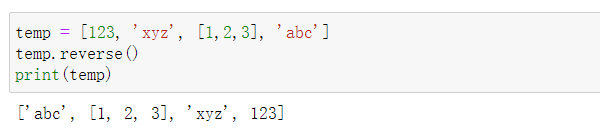 temp = [123, 'xyz', [1,2,3], 'abc']
temp.reverse()
print(temp)
['abc', [1, 2, 3], 'xyz', 123]